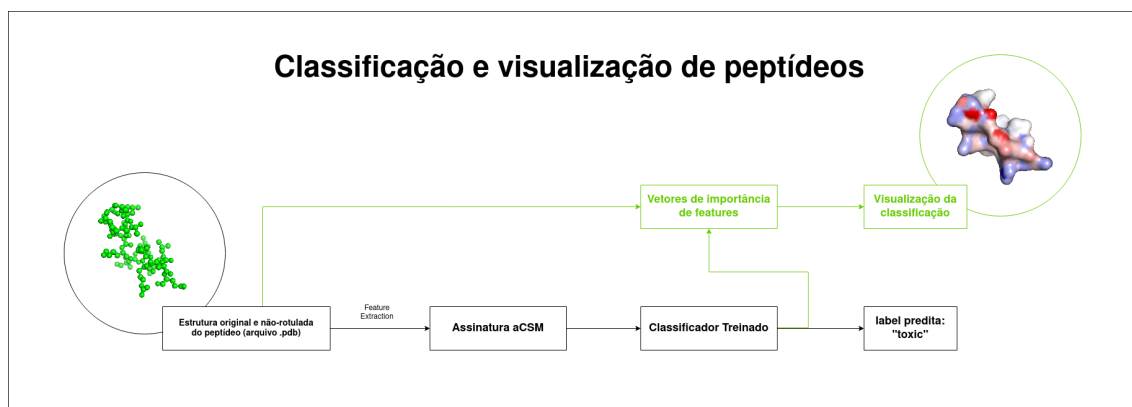 Classificação e visualização de peptídeos
Vetores de importância
de features
Visualização da
classificação
Estrutura original e não-rotulada
do peptídeo (arquivo .pdb)
Feature
Extraction
Assinatura aCSM
Classificador Treinado
label predita:
"toxic"